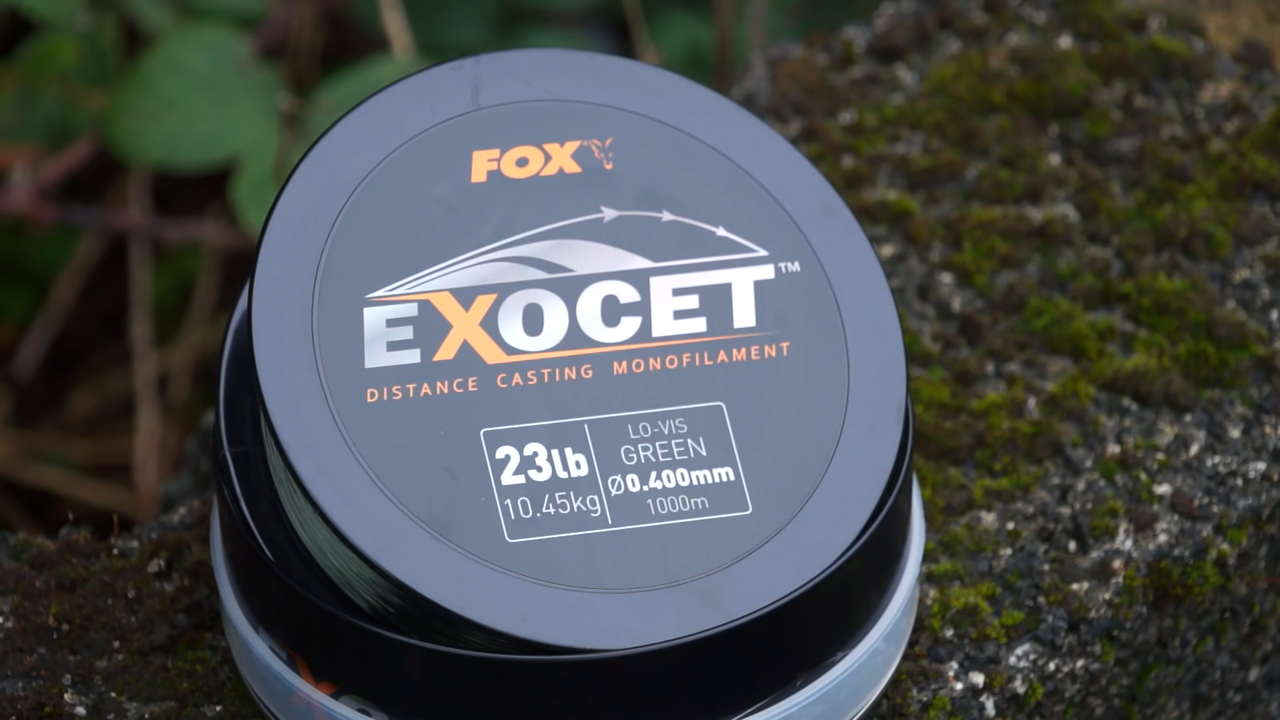 FOX
EXOCET™
DISTANCE CASTING MONOFILAMENT
23lb
10.45kg
LO-VIS
GREEN
Ø0.400mm
1000m